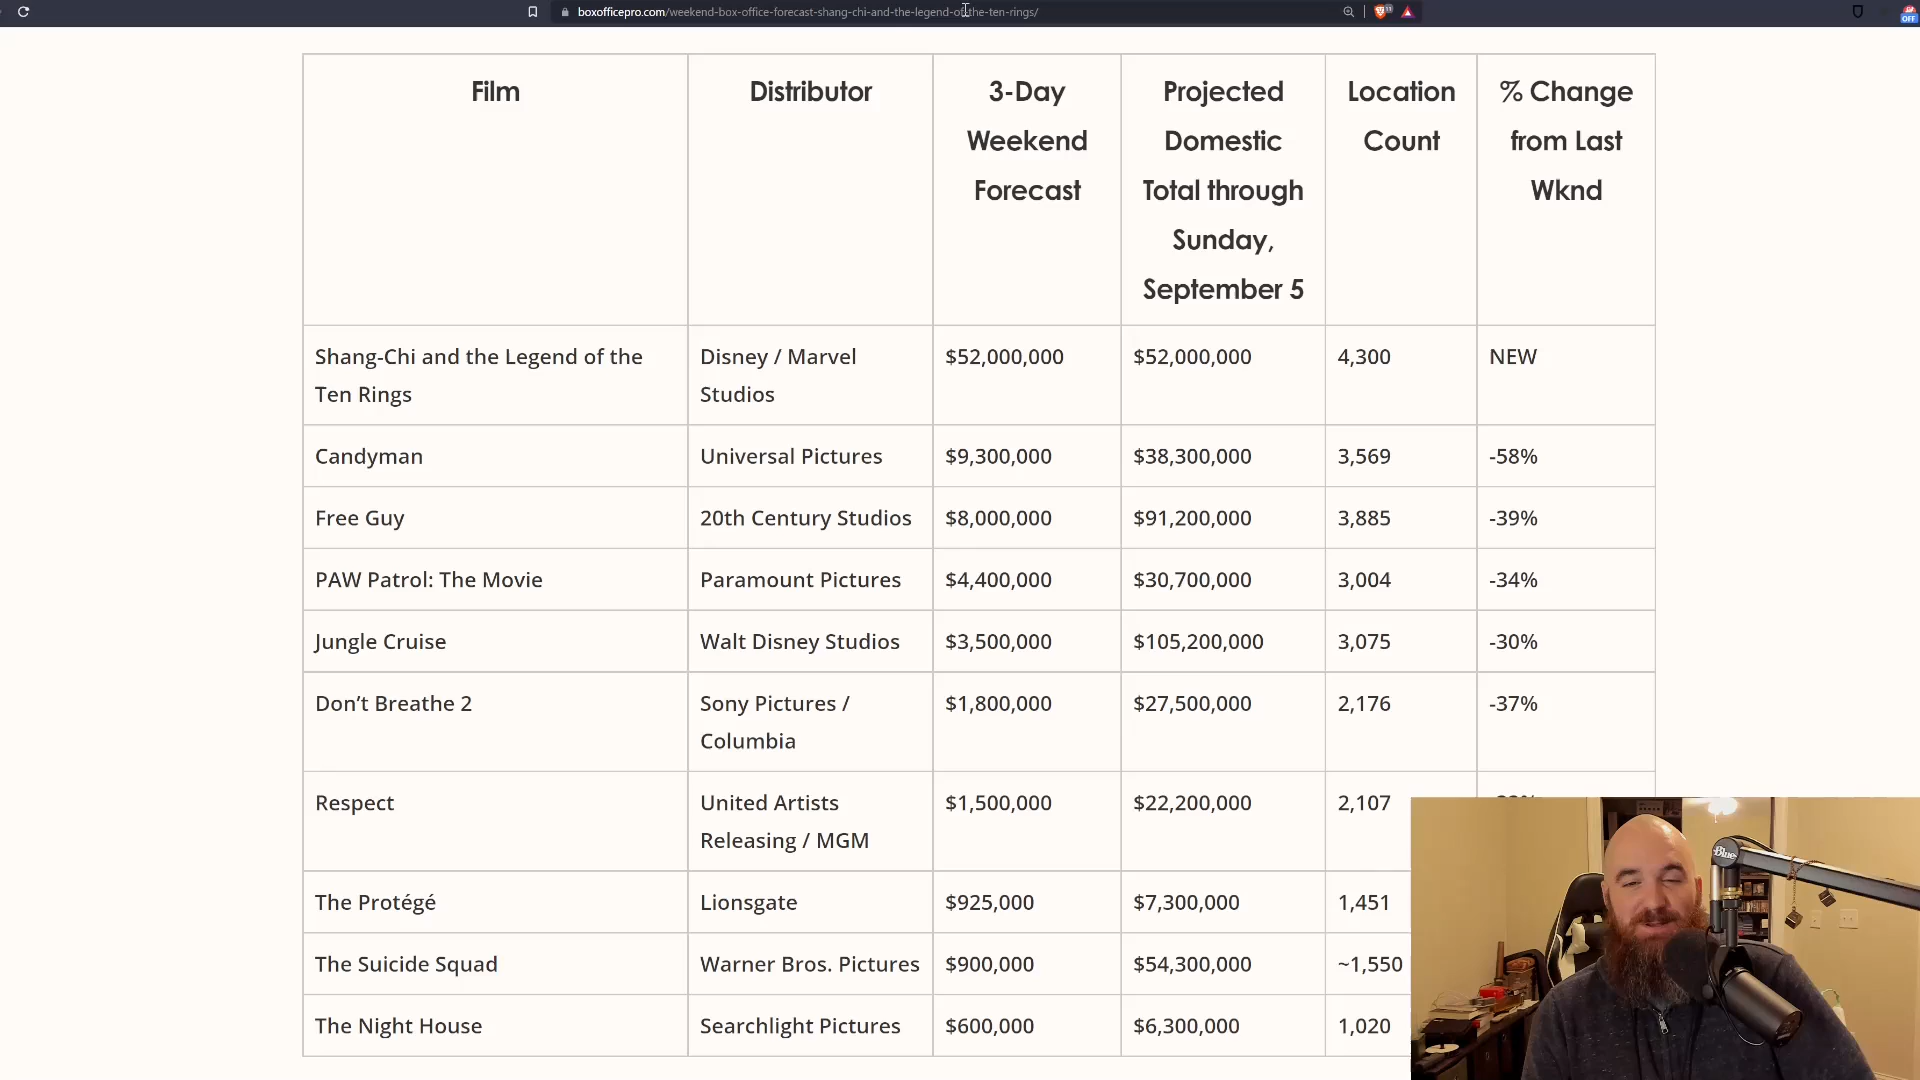 boxofficepro.com/weekend-box-office-forecast-shang-chi-and-the-legend-of-the-ten-rings/
OFF
Film Distributor 3-Day Projected Location % Change
Weekend Domestic Count from Last
Forecast Total through Wknd
Sunday,
September 5
Shang-Chi and the Legend of the Disney / Marvel $52,000,000 $52,000,000 4,300 NEW
Ten Rings Studios
Candyman Universal Pictures $9,300,000 $38,300,000 3,569 -58%
Free Guy 20th Century Studios $8,000,000 $91,200,000 3,885 -39%
PAW Patrol: The Movie Paramount Pictures $4,400,000 $30,700,000 3,004 -34%
Jungle Cruise Walt Disney Studios $3,500,000 $105,200,000 3,075 -30%
Don’t Breathe 2 Sony Pictures / $1,800,000 $27,500,000 2,176 -37%
Columbia
Respect United Artists $1,500,000 $22,200,000 2,107
Releasing / MGM
The Protégé Lionsgate $925,000 $7,300,000 1,451
The Suicide Squad Warner Bros. Pictures $900,000 $54,300,000 ~1,550
The Night House Searchlight Pictures $600,000 $6,300,000 1,020
Blue